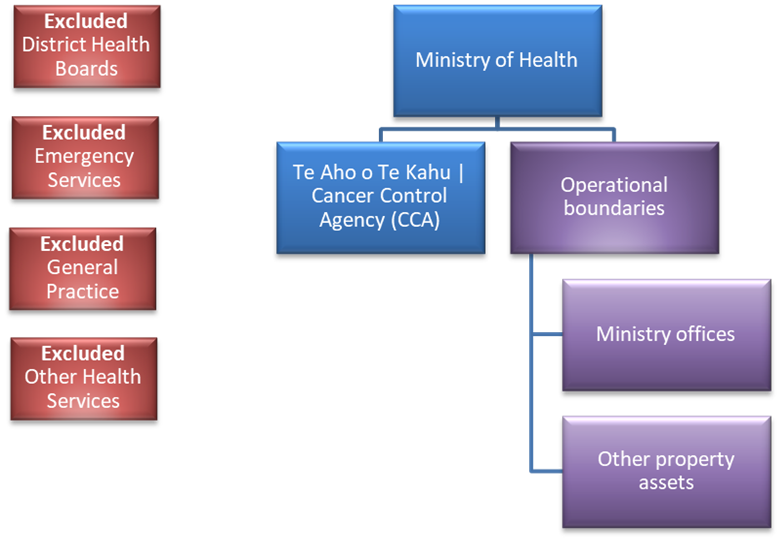 Excluded
District Health
Boards
Excluded
Emergency
Services
Excluded
General
Practice
Excluded
Other Health
Services
Ministry of Health
Te Aho o Te Kahu |
Cancer Control
Agency (CCA)
Operational
boundaries
Ministry offices
Other property
assets